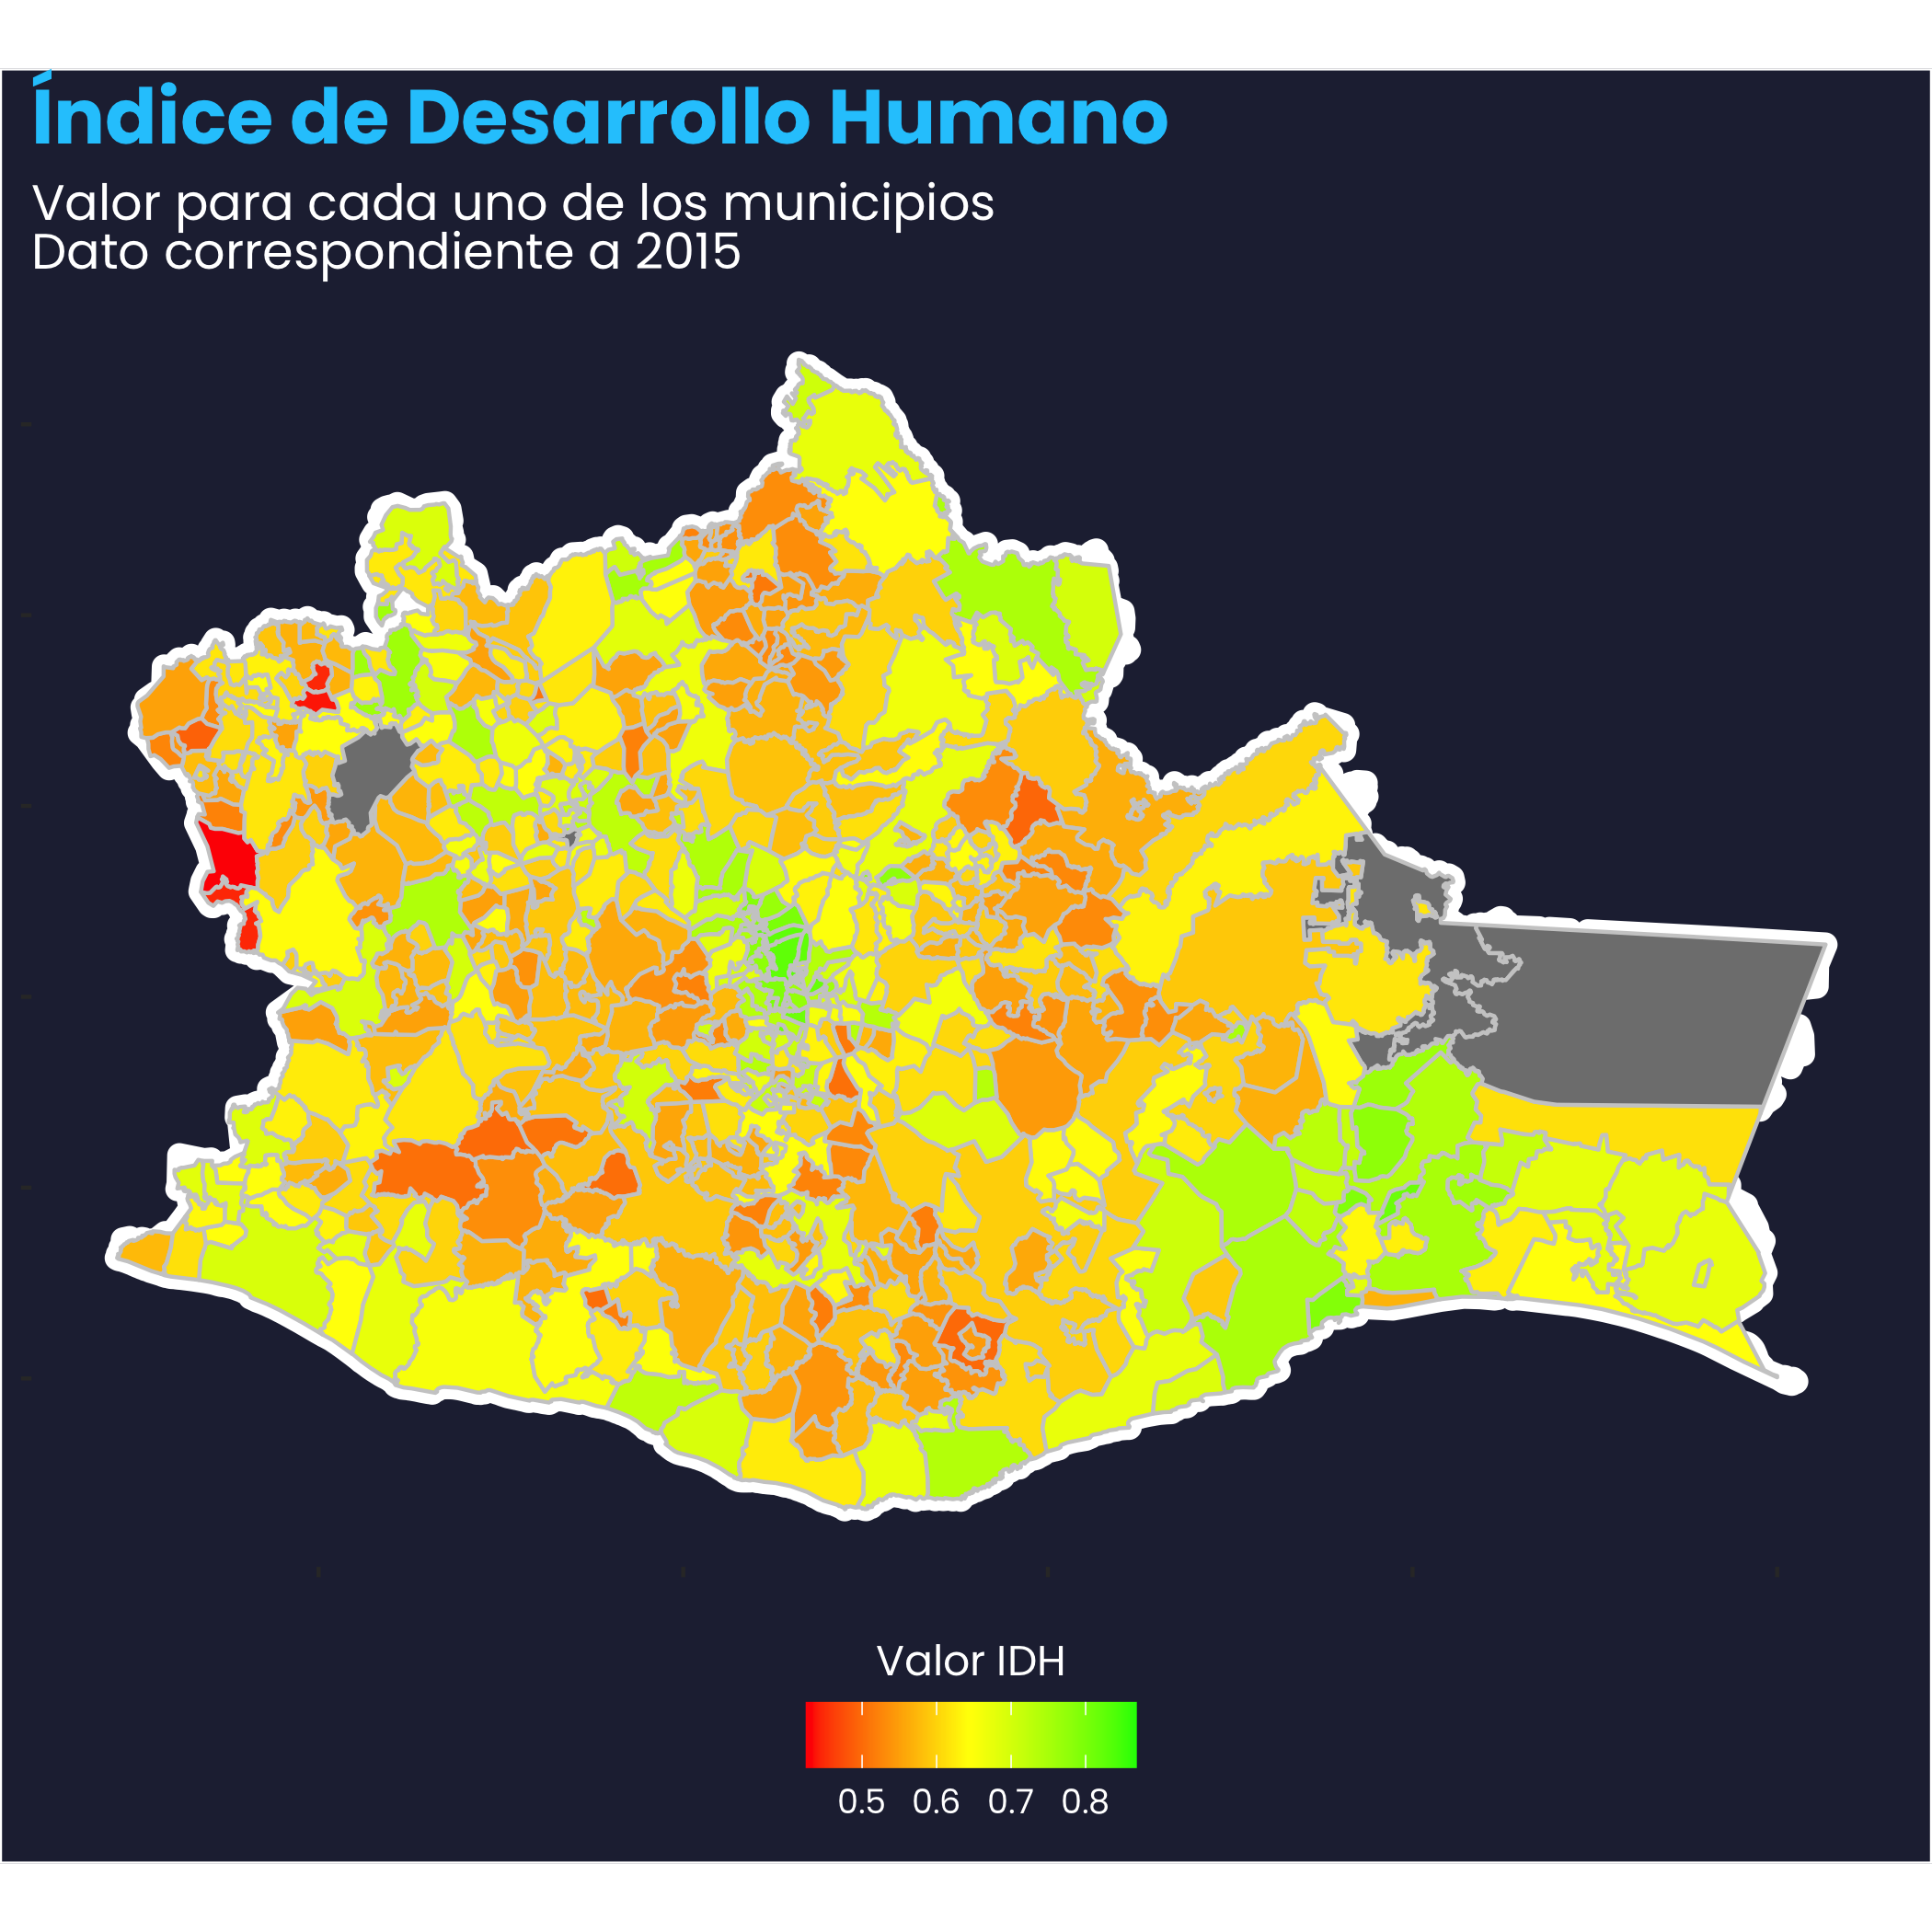 Índice de Desarrollo Humano
Valor para cada uno de los municipios
Dato correspondiente a 2015
Valor IDH
0.5 0.6 0.7 0.8